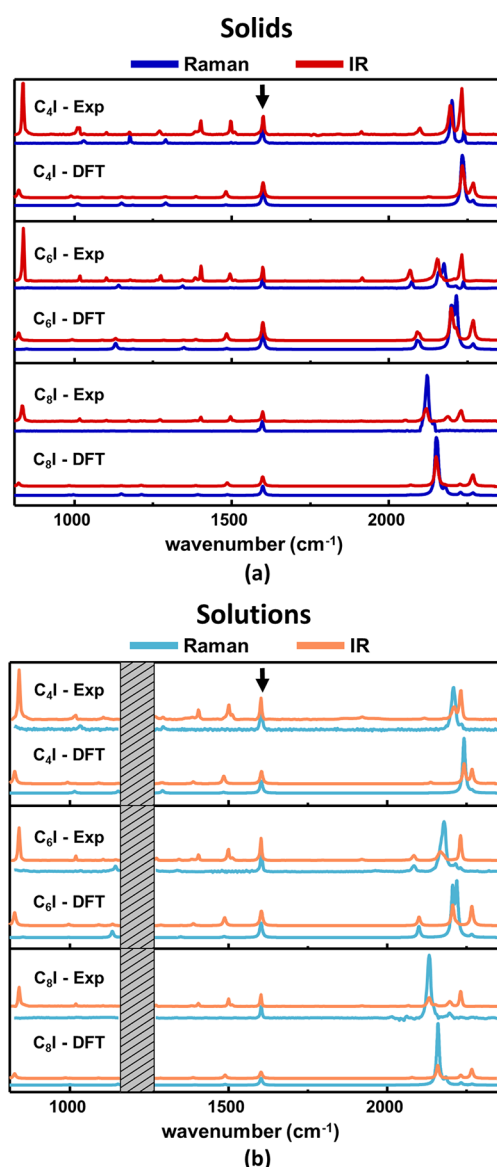 Solids
Raman IR
C₄I - Exp
C₄I - DFT
C₆I - Exp
C₆I - DFT
C₈I - Exp
C₈I - DFT
1000 1500 2000
wavenumber (cm⁻¹)
(a)
Solutions
Raman IR
C₄I - Exp
C₄I - DFT
C₆I - Exp
C₆I - DFT
C₈I - Exp
C₈I - DFT
1000 1500 2000
wavenumber (cm⁻¹)
(b)